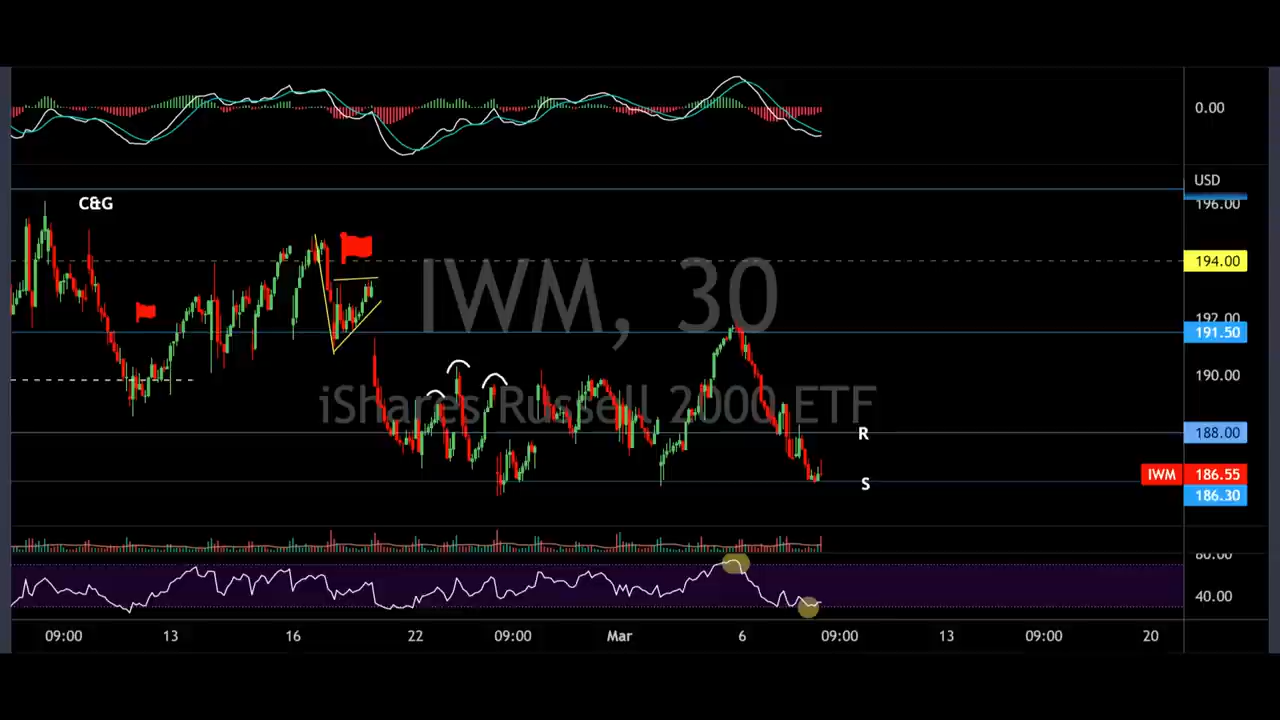 0.00
USD
196.00
C&G
194.00
IWM, 30
192.00
191.50
190.00
iShares Russell 2000 ETF
R
188.00
IWM 186.55
S
186.30
80.00
40.00
09:00 13 16 22 09:00 Mar 6 09:00 13 09:00 20